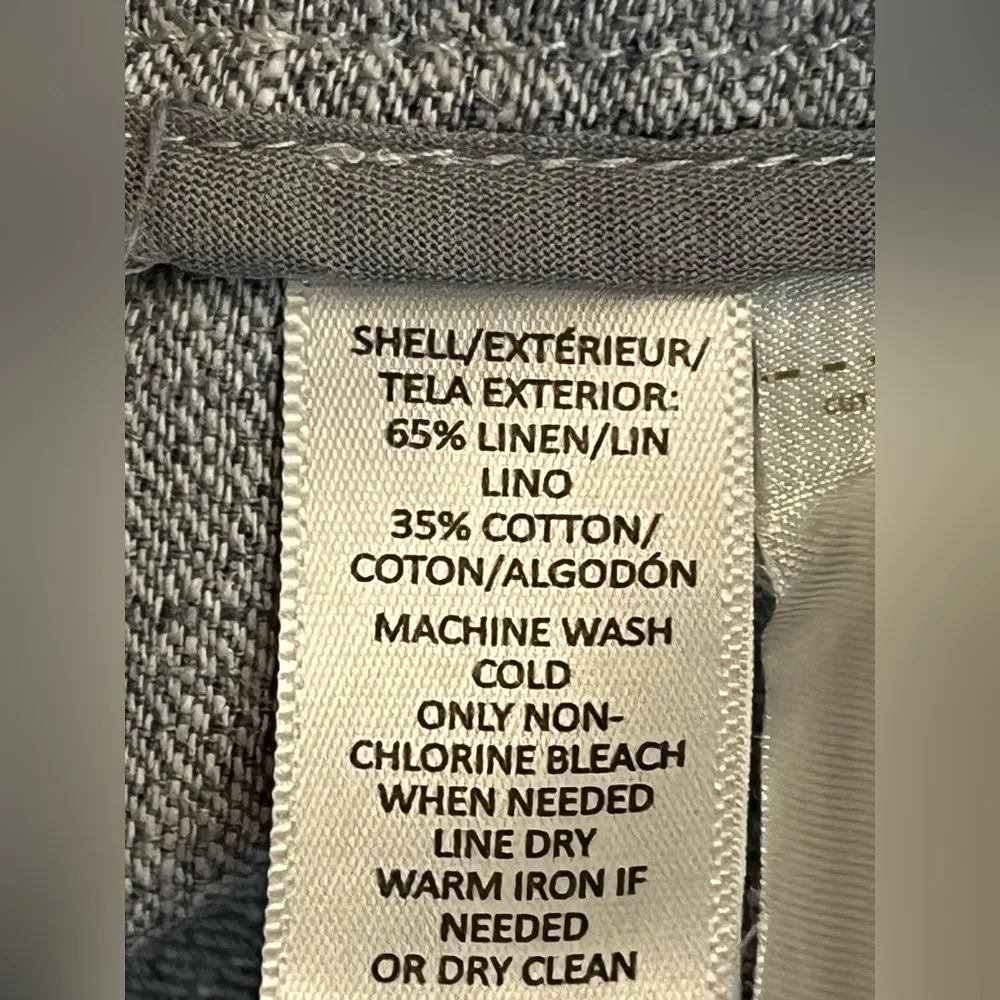 SHELL/EXTÉRIEUR/
TELA EXTERIOR:
65% LINEN/LIN
LINO
35% COTTON/
COTON/ALGODÓN
MACHINE WASH
COLD
ONLY NON-
CHLORINE BLEACH
WHEN NEEDED
LINE DRY
WARM IRON IF
NEEDED
OR DRY CLEAN